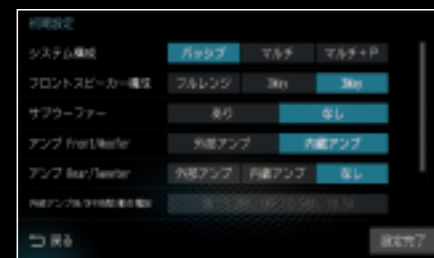 初期設定
システム構成 パッシブ マルチ マルチ+P
フロントスピーカー構成 フルレンジ 2Way 3Way
サブウーファー あり なし
アンプ Front/Woofer 外部アンプ 内蔵アンプ
アンプ Rear/Tweeter 外部アンプ 内蔵アンプ なし
戻る 設定完了